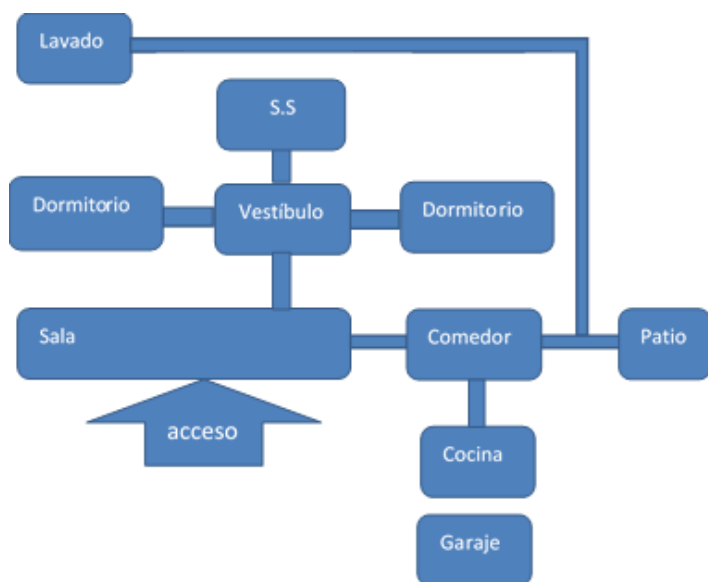 Lavado
S.S
Dormitorio
Vestíbulo
Dormitorio
Sala
Comedor
Patio
acceso
Cocina
Garaje